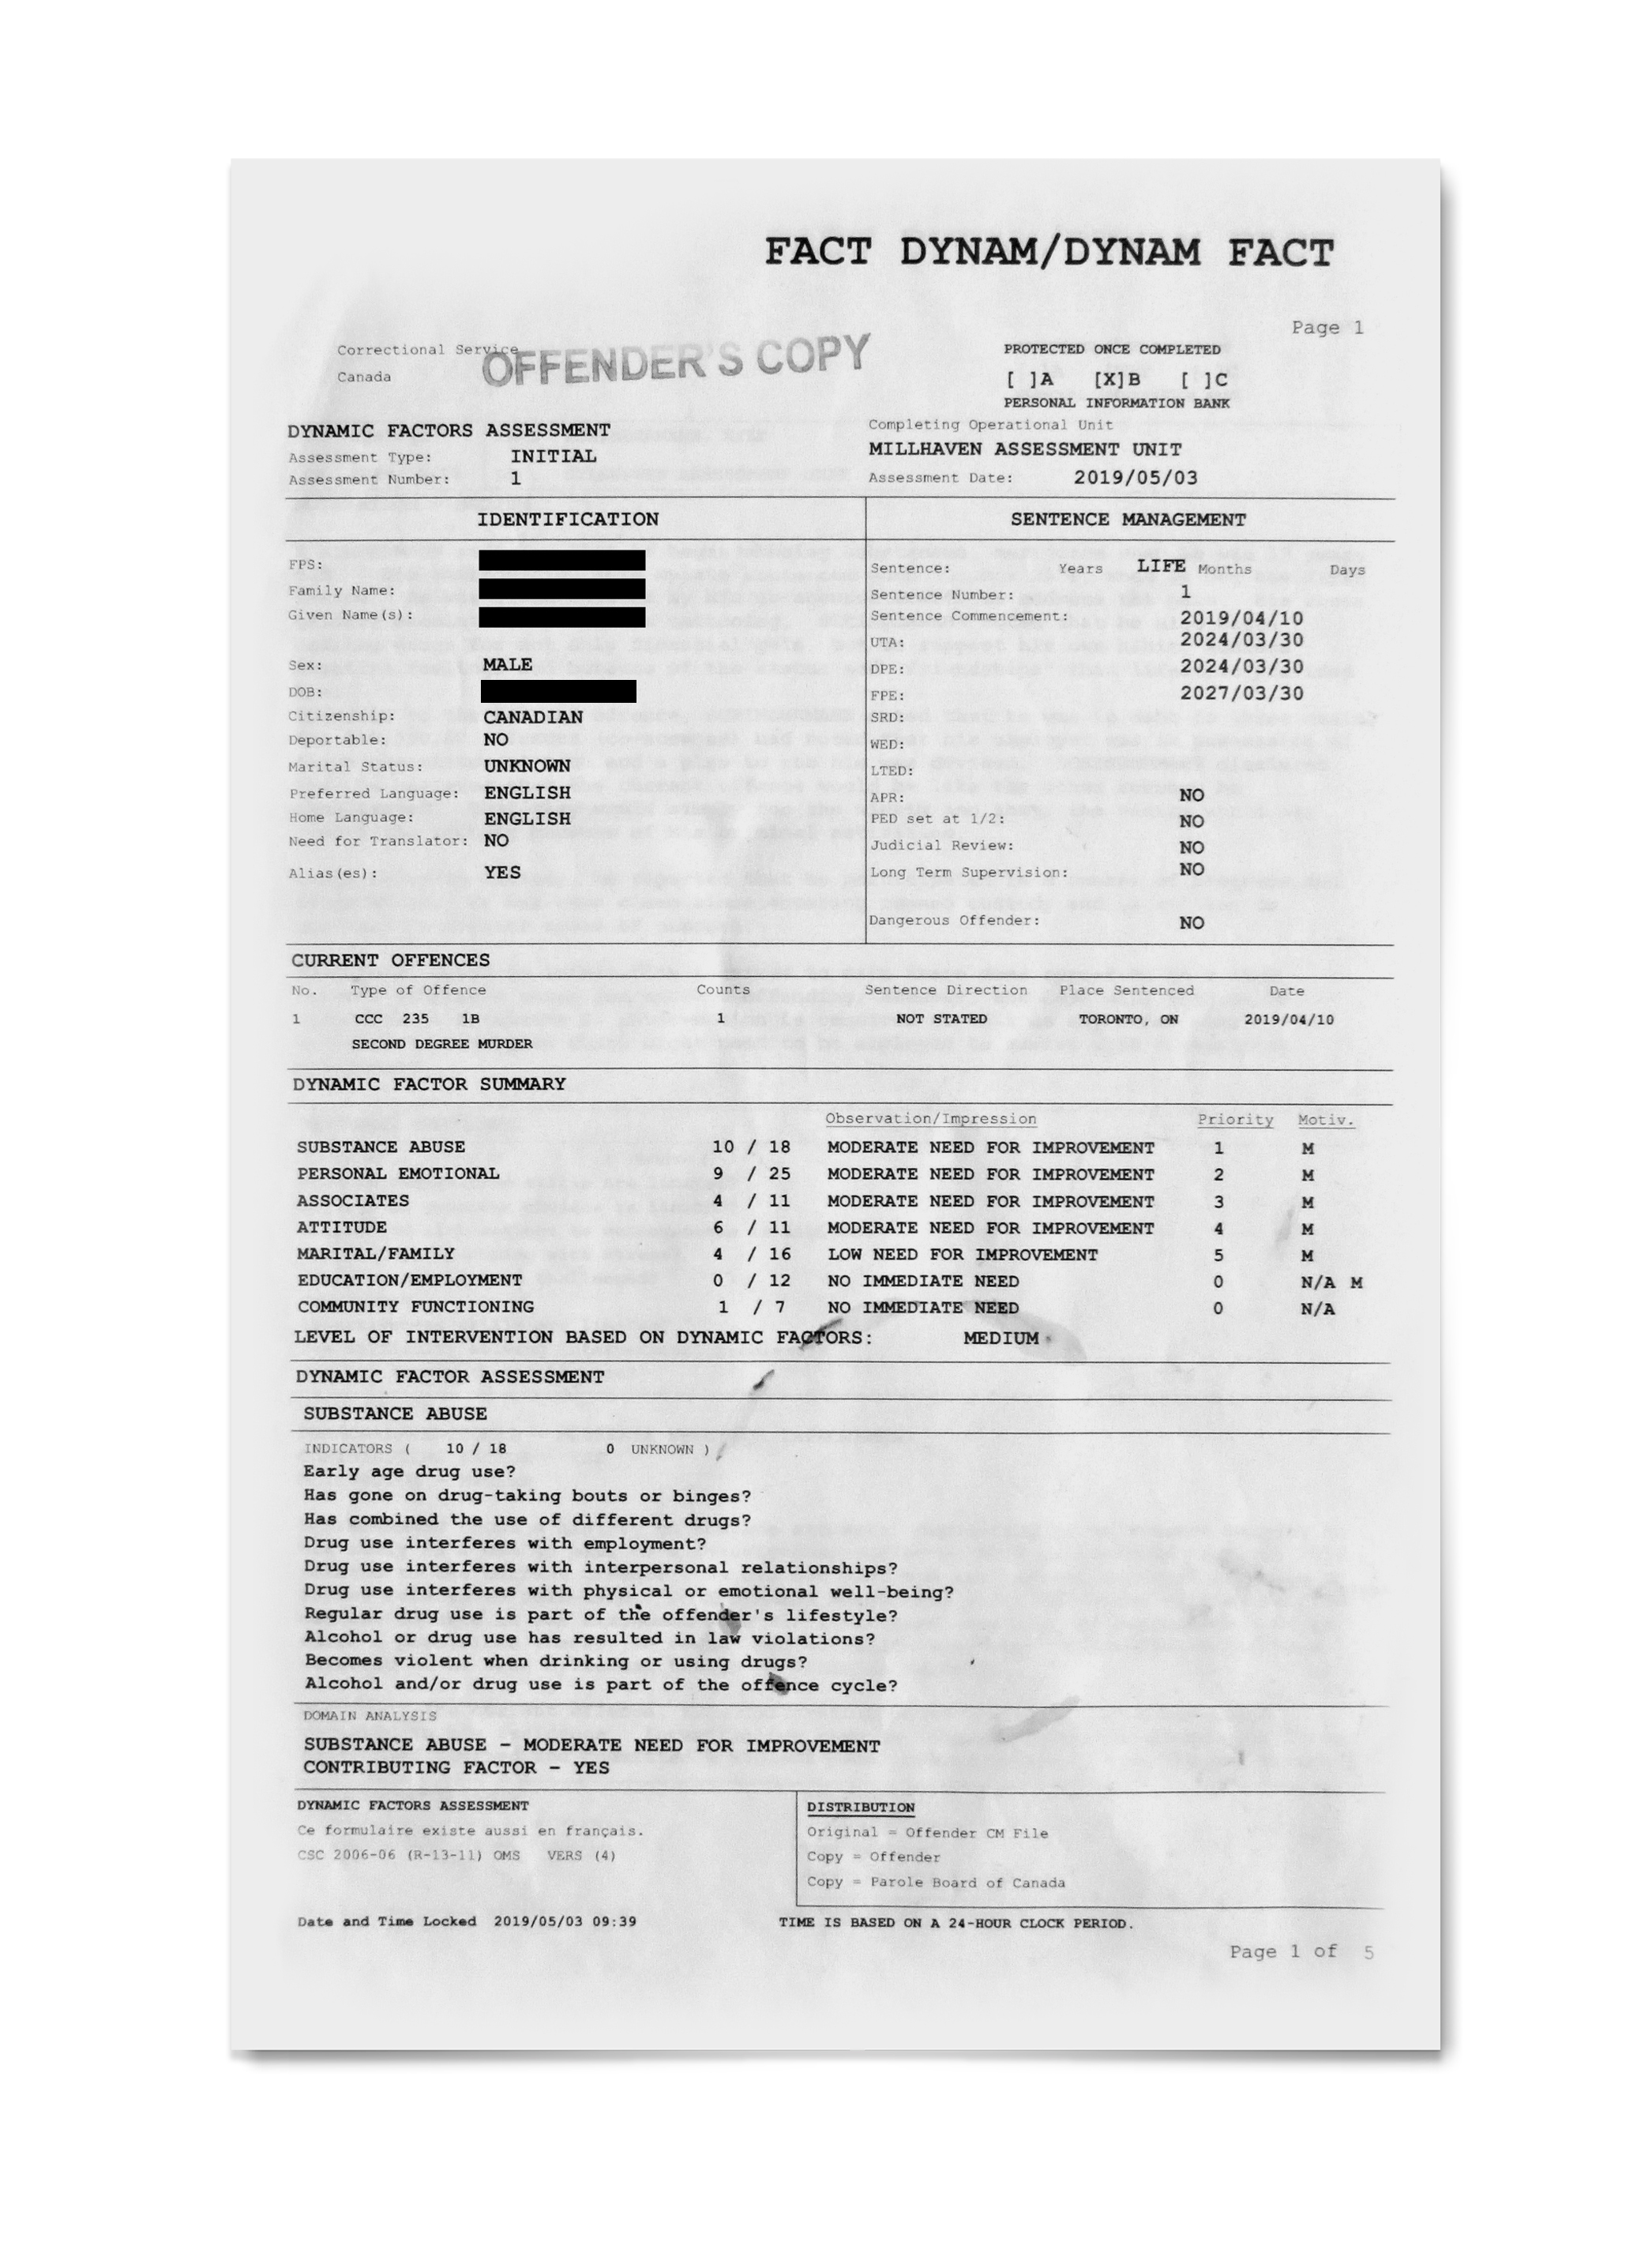 FACT DYNAM/DYNAM FACT
Page 1
Correctional Service
Canada
OFFENDER'S COPY
PROTECTED ONCE COMPLETED
[ ]A [X]B [ ]C
PERSONAL INFORMATION BANK
DYNAMIC FACTORS ASSESSMENT
Assessment Type: INITIAL
Assessment Number: 1
Completing Operational Unit
MILLHAVEN ASSESSMENT UNIT
Assessment Date: 2019/05/03
IDENTIFICATION
FPS:
Family Name:
Given Name(s):
Sex: MALE
DOB:
Citizenship: CANADIAN
Deportable: NO
Marital Status: UNKNOWN
Preferred Language: ENGLISH
Home Language: ENGLISH
Need for Translator: NO
Alias(es): YES
SENTENCE MANAGEMENT
Sentence: Years LIFE Months Days
Sentence Number: 1
Sentence Commencement: 2019/04/10
UTA: 2024/03/30
DPE: 2024/03/30
FPE: 2027/03/30
SRD:
WED:
LTED:
APR: NO
PED set at 1/2: NO
Judicial Review: NO
Long Term Supervision: NO
Dangerous Offender: NO
CURRENT OFFENCES
No. Type of Offence Counts Sentence Direction Place Sentenced Date
1 CCC 235 1B 1 NOT STATED TORONTO, ON 2019/04/10
SECOND DEGREE MURDER
DYNAMIC FACTOR SUMMARY
Observation/Impression Priority Motiv.
SUBSTANCE ABUSE 10 / 18 MODERATE NEED FOR IMPROVEMENT 1 M
PERSONAL EMOTIONAL 9 / 25 MODERATE NEED FOR IMPROVEMENT 2 M
ASSOCIATES 4 / 11 MODERATE NEED FOR IMPROVEMENT 3 M
ATTITUDE 6 / 11 MODERATE NEED FOR IMPROVEMENT 4 M
MARITAL/FAMILY 4 / 16 LOW NEED FOR IMPROVEMENT 5 M
EDUCATION/EMPLOYMENT 0 / 12 NO IMMEDIATE NEED 0 N/A M
COMMUNITY FUNCTIONING 1 / 7 NO IMMEDIATE NEED 0 N/A
LEVEL OF INTERVENTION BASED ON DYNAMIC FACTORS: MEDIUM
DYNAMIC FACTOR ASSESSMENT
SUBSTANCE ABUSE
INDICATORS ( 10 / 18 0 UNKNOWN )
Early age drug use?
Has gone on drug-taking bouts or binges?
Has combined the use of different drugs?
Drug use interferes with employment?
Drug use interferes with interpersonal relationships?
Drug use interferes with physical or emotional well-being?
Regular drug use is part of the offender's lifestyle?
Alcohol or drug use has resulted in law violations?
Becomes violent when drinking or using drugs?
Alcohol and/or drug use is part of the offence cycle?
DOMAIN ANALYSIS
SUBSTANCE ABUSE - MODERATE NEED FOR IMPROVEMENT
CONTRIBUTING FACTOR - YES
DYNAMIC FACTORS ASSESSMENT
Ce formulaire existe aussi en français.
CSC 2006-06 (R-13-11) OMS VERS (4)
DISTRIBUTION
Original = Offender CM File
Copy = Offender
Copy = Parole Board of Canada
Date and Time Locked 2019/05/03 09:39
TIME IS BASED ON A 24-HOUR CLOCK PERIOD.
Page 1 of 5